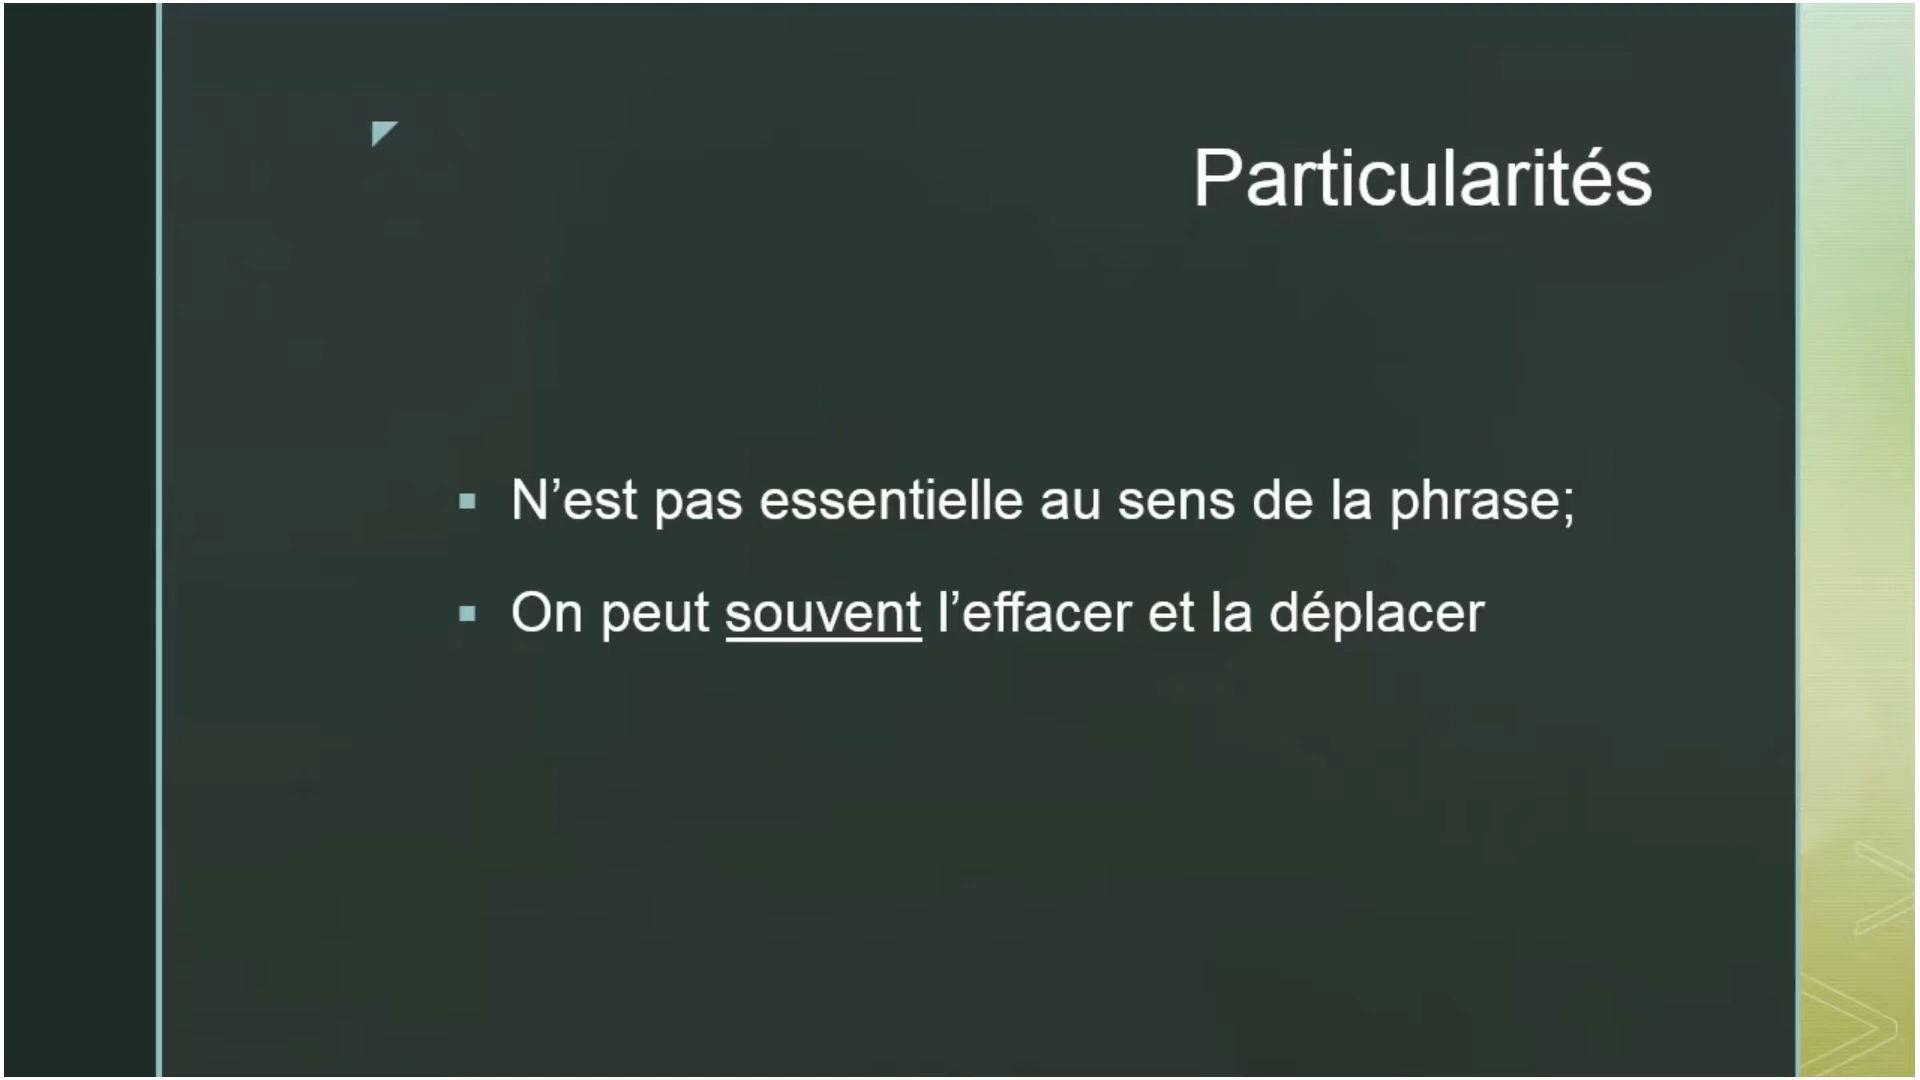 Particularités
N’est pas essentielle au sens de la phrase;
On peut souvent l’effacer et la déplacer